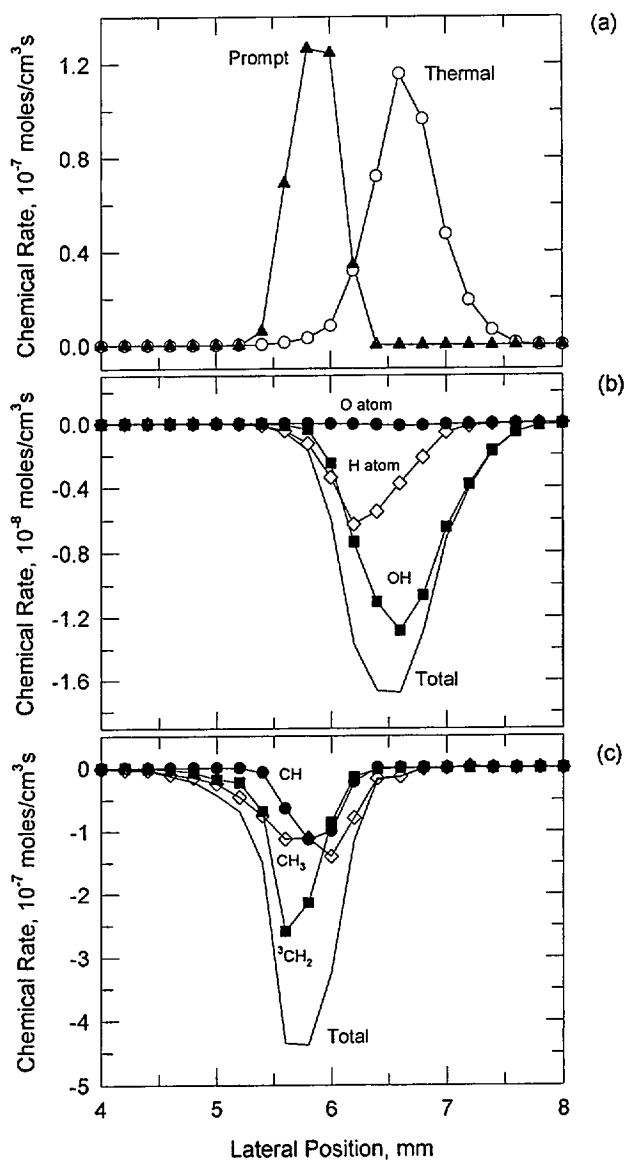 (a)
Prompt
Thermal
1.2
0.8
0.4
0.0
Chemical Rate, 10⁻⁷ moles/cm³s
(b)
O atom
H atom
OH
Total
0.0
-0.4
-0.8
-1.2
-1.6
Chemical Rate, 10⁻⁸ moles/cm³s
(c)
CH
CH₃
³CH₂
Total
0
-1
-2
-3
-4
-5
Chemical Rate, 10⁻⁷ moles/cm³s
4 5 6 7 8
Lateral Position, mm